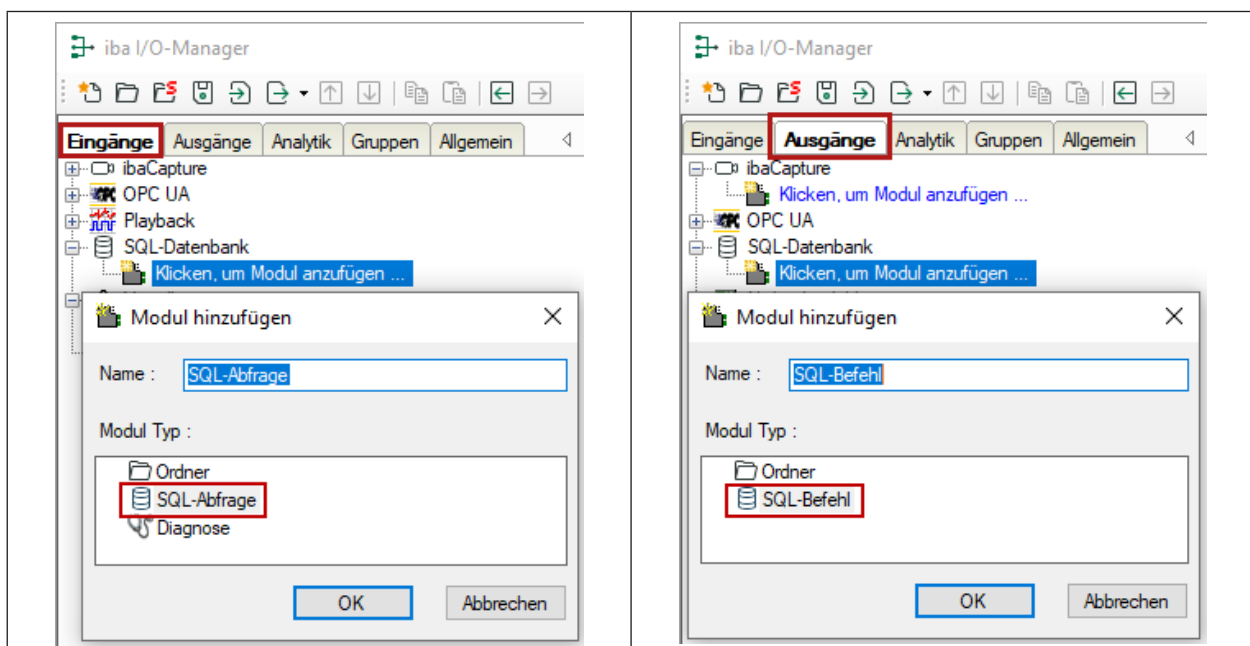 iba I/O-Manager
Eingänge Ausgänge Analytik Gruppen Allgemein
ibaCapture
OPC UA
Playback
SQL-Datenbank
Klicken, um Modul anzufügen ...
Modul hinzufügen
Name : SQL-Abfrage
Modul Typ :
Ordner
SQL-Abfrage
Diagnose
OK Abbrechen
iba I/O-Manager
Eingänge Ausgänge Analytik Gruppen Allgemein
ibaCapture
Klicken, um Modul anzufügen ...
OPC UA
SQL-Datenbank
Klicken, um Modul anzufügen ...
Modul hinzufügen
Name : SQL-Befehl
Modul Typ :
Ordner
SQL-Befehl
OK Abbrechen